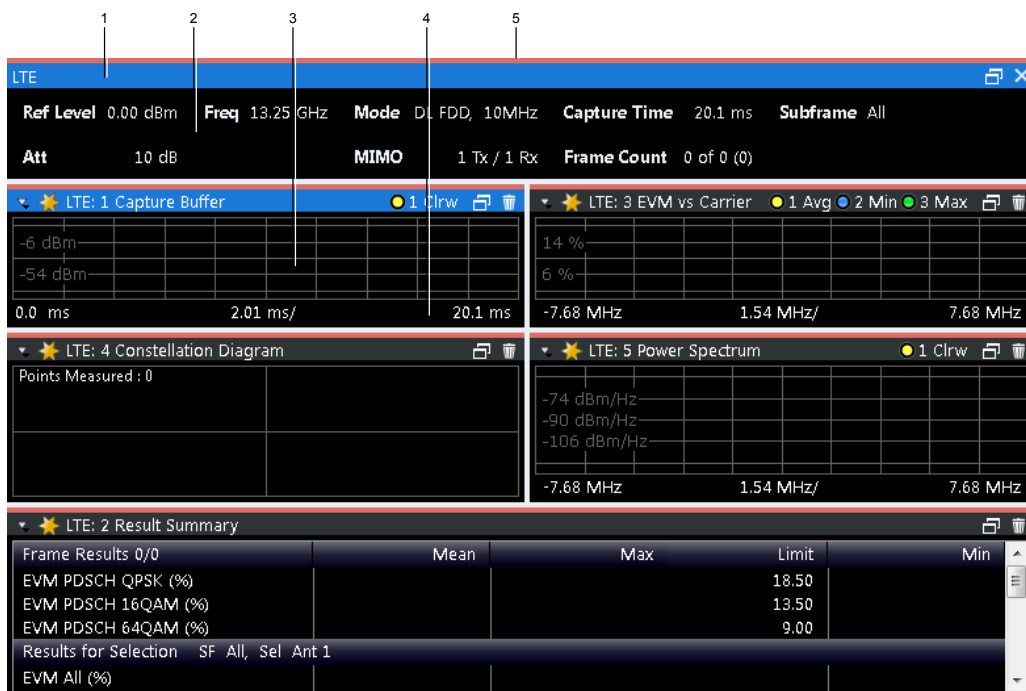 1 2 3 4 5
LTE
Ref Level 0.00 dBm Freq 13.25 GHz Mode DL FDD, 10MHz Capture Time 20.1 ms Subframe All
Att 10 dB MIMO 1 Tx / 1 Rx Frame Count 0 of 0 (0)
LTE: 1 Capture Buffer 1 Clrw
-6 dBm
-54 dBm
0.0 ms 2.01 ms/ 20.1 ms
LTE: 3 EVM vs Carrier 1 Avg 2 Min 3 Max
14 %
6 %
-7.68 MHz 1.54 MHz/ 7.68 MHz
LTE: 4 Constellation Diagram
Points Measured : 0
LTE: 5 Power Spectrum 1 Clrw
-74 dBm/Hz
-90 dBm/Hz
-106 dBm/Hz
-7.68 MHz 1.54 MHz/ 7.68 MHz
LTE: 2 Result Summary
Frame Results 0/0 Mean Max Limit Min
EVM PDSCH QPSK (%) 18.50
EVM PDSCH 16QAM (%) 13.50
EVM PDSCH 64QAM (%) 9.00
Results for Selection SF All, Sel Ant 1
EVM All (%)